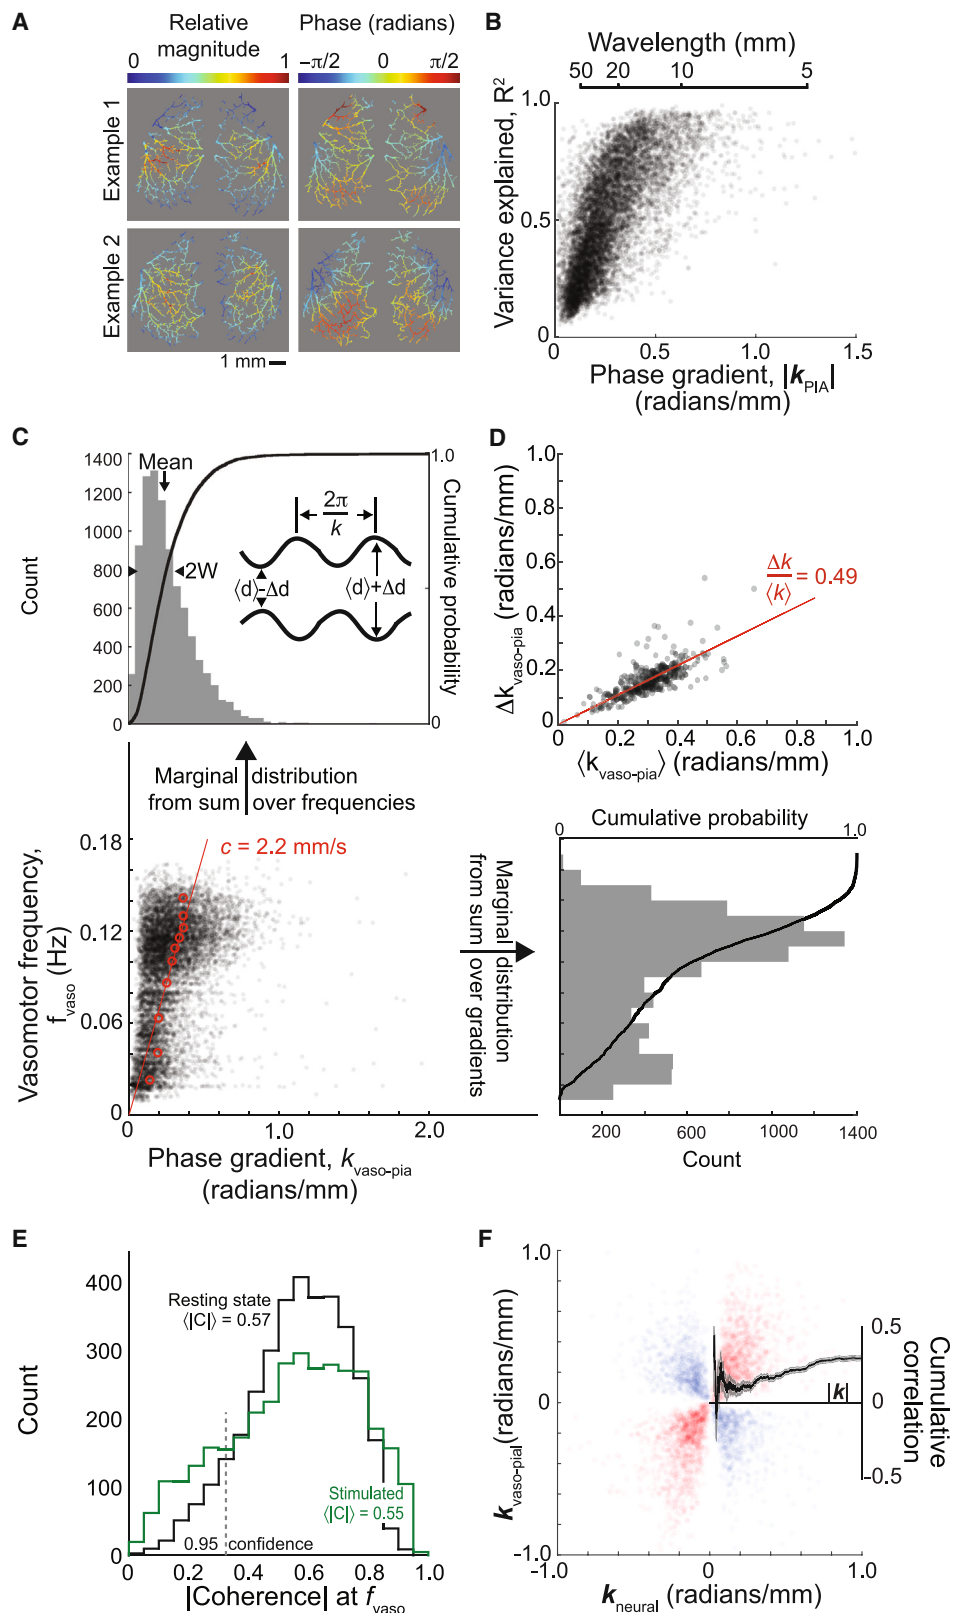 A
Relative
magnitude
Phase (radians)
0
1
−π/2
0
π/2
Example 1
Example 2
1 mm
B
Wavelength (mm)
50
20
10
5
Variance explained, R²
1.0
0.5
0
0
0.5
1.0
1.5
Phase gradient, |k_PIA|
(radians/mm)
C
1400
1200
1000
800
600
400
200
0
Count
Mean
2W
2π
k
⟨d⟩-Δd
⟨d⟩+Δd
1.0
0
Cumulative probability
Marginal distribution
from sum over frequencies
Vasomotor frequency,
f_vaso (Hz)
0.18
0.12
0.06
0
c = 2.2 mm/s
0
1.0
2.0
Phase gradient, k_vaso-pia
(radians/mm)
Marginal distribution
from sum over gradients
Cumulative probability
0
1.0
200
600
1000
1400
Count
D
Δk_vaso-pia (radians/mm)
1.0
0.8
0.6
0.4
0.2
0
Δk
⟨k⟩
= 0.49
0
0.2
0.4
0.6
0.8
1.0
⟨k_vaso-pia⟩ (radians/mm)
E
Count
400
300
200
100
0
Resting state
⟨|C|⟩ = 0.57
Stimulated
⟨|C|⟩ = 0.55
0.95 confidence
0
0.2
0.4
0.6
0.8
1.0
|Coherence| at f_vaso
F
k_vaso-pial (radians/mm)
1.0
0
-1.0
-1.0
0
1.0
k_neural (radians/mm)
|k|
0.5
0
-0.5
Cumulative
correlation